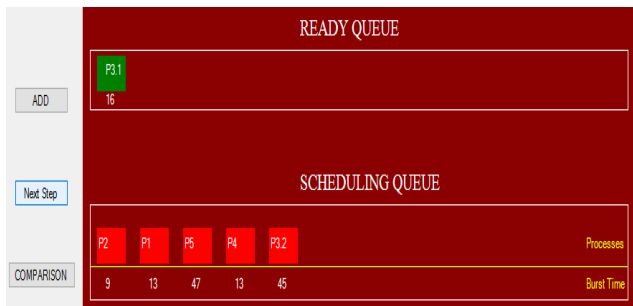 READY QUEUE
P3.1
16
ADD
SCHEDULING QUEUE
Next Step
P2 P1 P5 P4 P3.2 Processes
COMPARISON
9 13 47 13 45 Burst Time